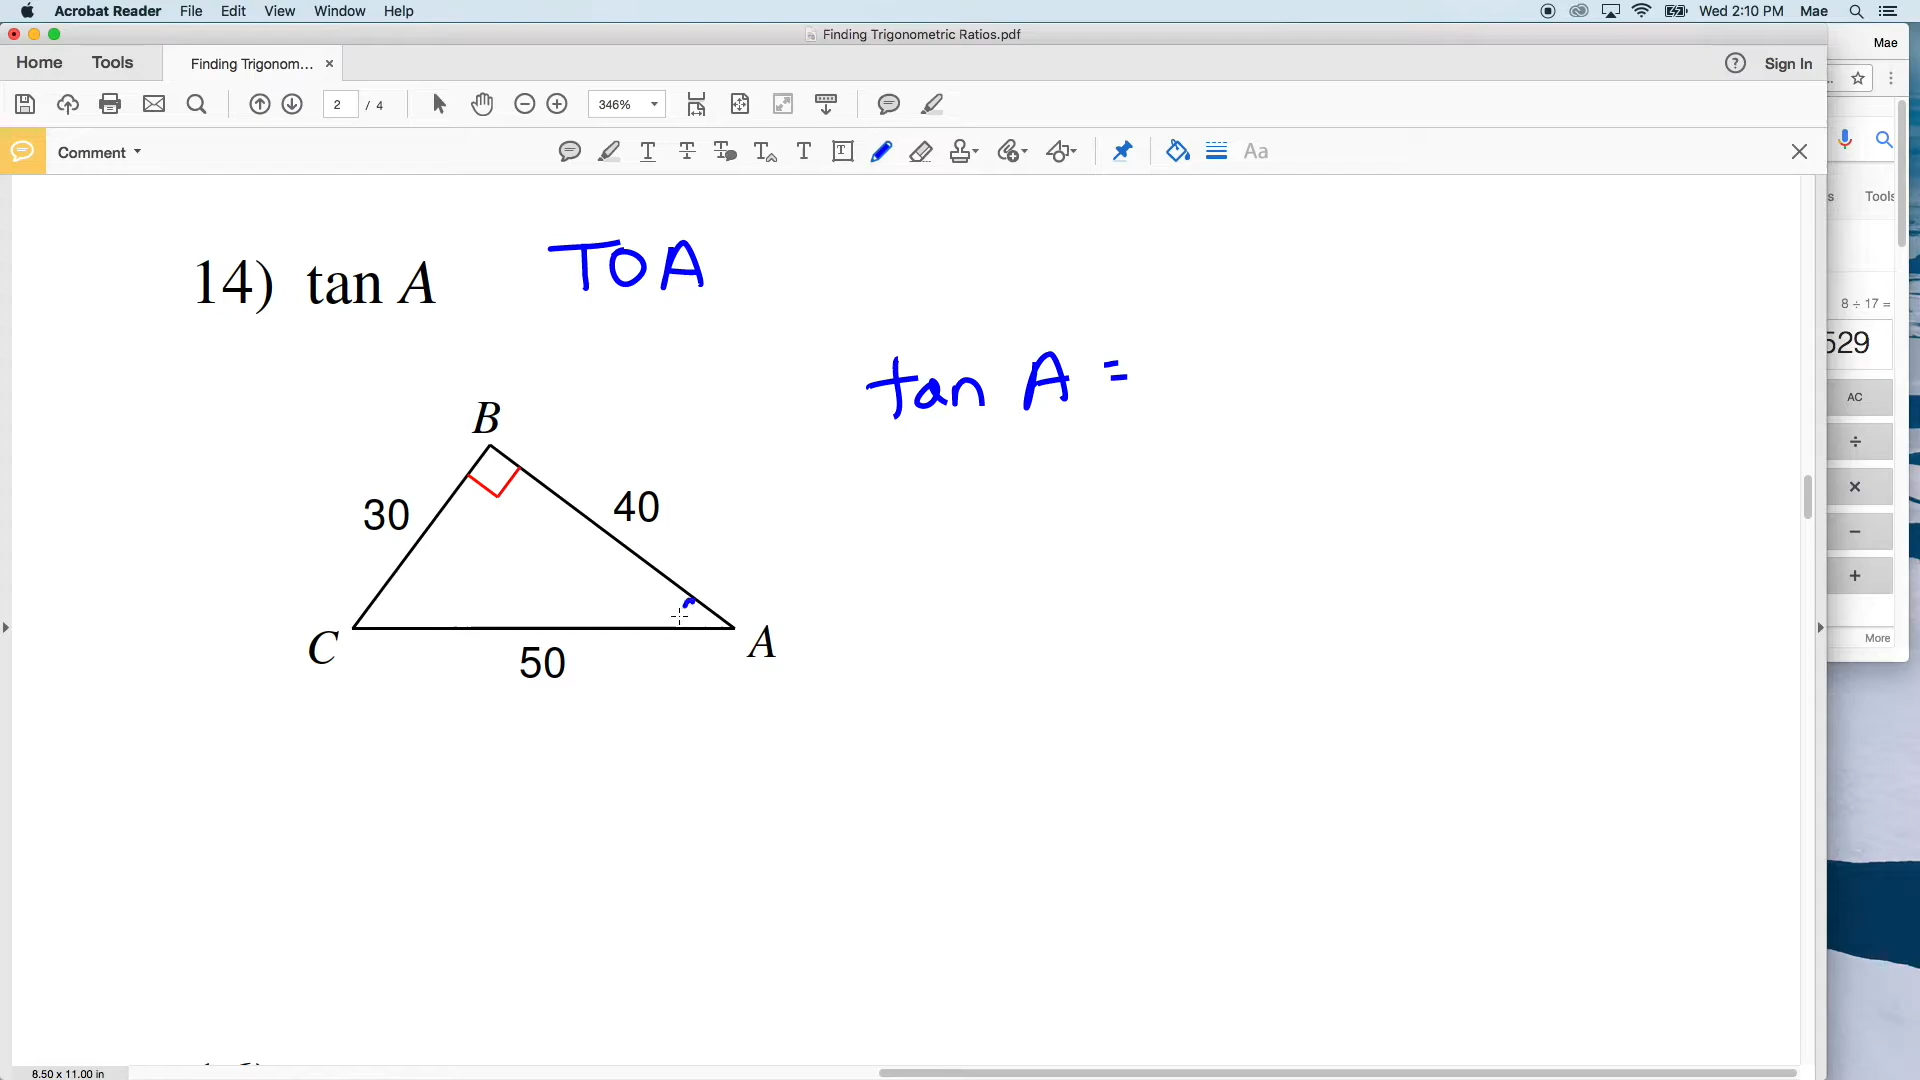 Acrobat Reader File Edit View Window Help Wed 2:10 PM Mae
Finding Trigonometric Ratios.pdf
Mae
Home Tools Finding Trigonom... × Sign In
2 / 4 346%
Comment Aa
Tools
14) tan A TOA
8 ÷ 17 =
529
tan A =
AC
B
÷
30 40
×
−
+
C A
50
More
8.50 x 11.00 in